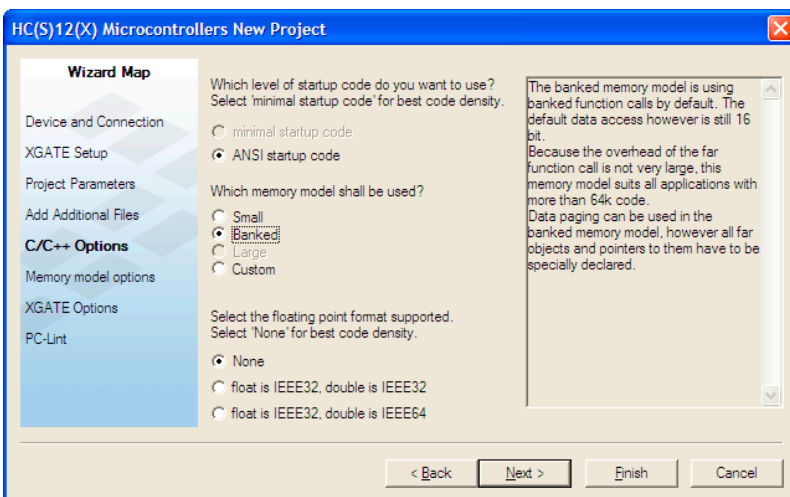 HC(S)12(X) Microcontrollers New Project
Wizard Map
Device and Connection
XGATE Setup
Project Parameters
Add Additional Files
C/C++ Options
Memory model options
XGATE Options
PC-Lint
Which level of startup code do you want to use?
Select 'minimal startup code' for best code density.
minimal startup code
ANSI startup code
Which memory model shall be used?
Small
Banked
Large
Custom
Select the floating point format supported.
Select 'None' for best code density.
None
float is IEEE32, double is IEEE32
float is IEEE32, double is IEEE64
The banked memory model is using
banked function calls by default. The
default data access however is still 16
bit.
Because the overhead of the far
function call is not very large, this
memory model suits all applications with
more than 64k code.
Data paging can be used in the
banked memory model, however all far
objects and pointers to them have to be
specially declared.
< Back
Next >
Finish
Cancel